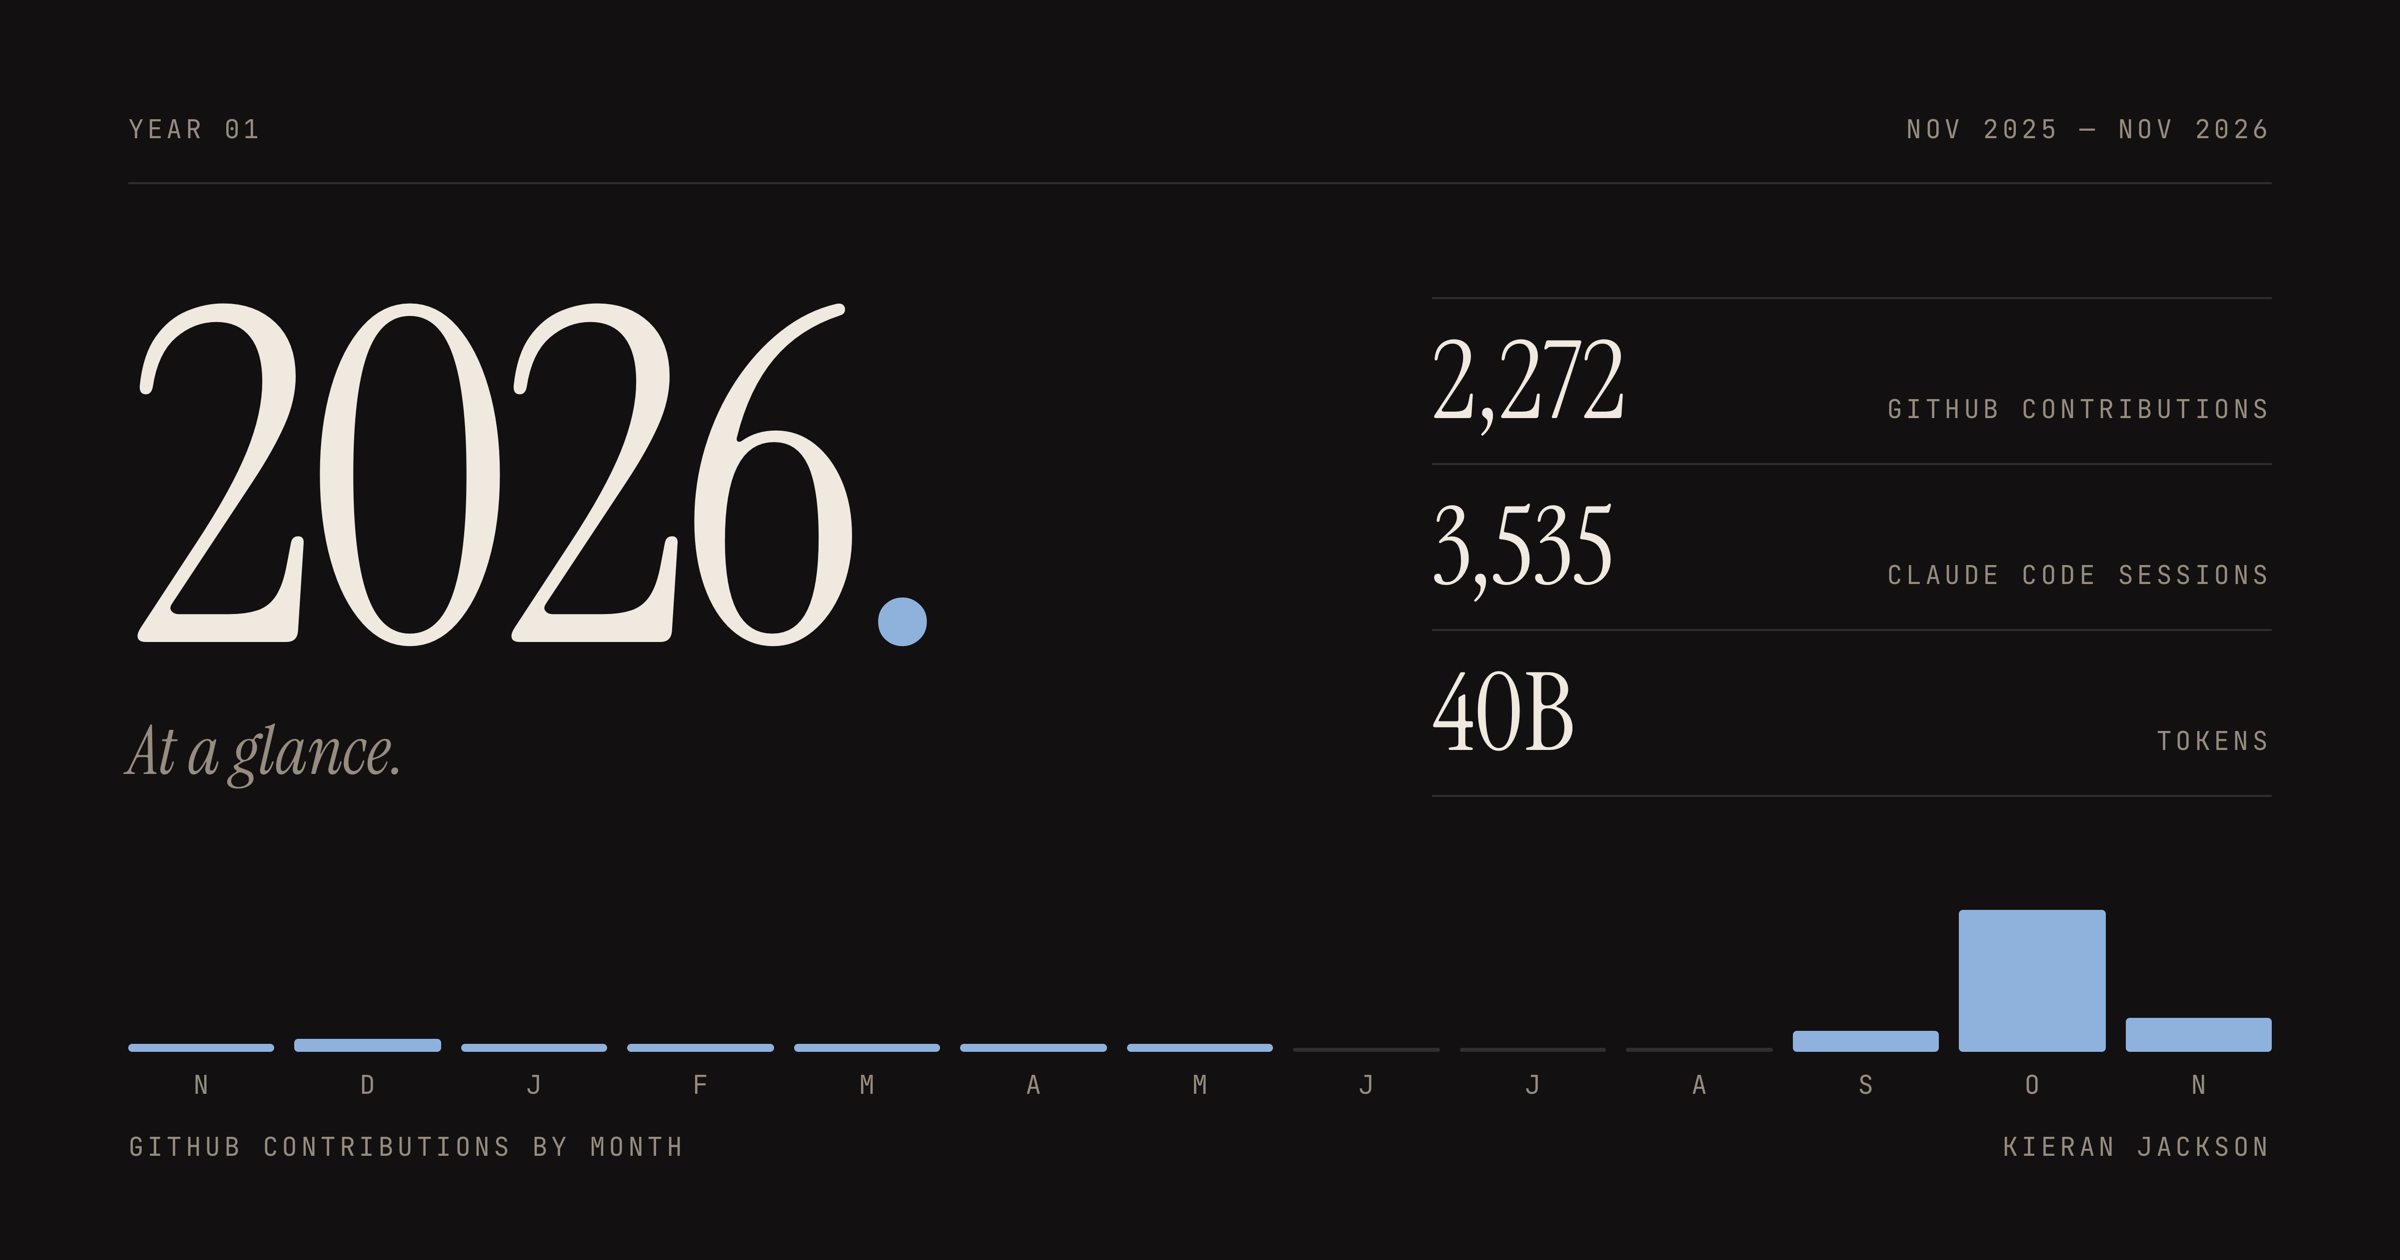 YEAR 01
NOV 2025 — NOV 2026
2026.
At a glance.
2,272
GITHUB CONTRIBUTIONS
3,535
CLAUDE CODE SESSIONS
40B
TOKENS
N D J F M A M J J A S O N
GITHUB CONTRIBUTIONS BY MONTH
KIERAN JACKSON